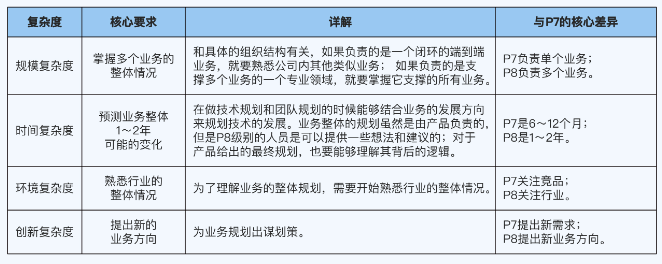 复杂度 核心要求 详解 与P7的核心差异
规模复杂度
掌握多个业务的
整体情况
和具体的组织结构有关，如果负责的是一个闭环的端到端
业务，就要熟悉公司内其他类似业务； 如果负责的是支
撑多个业务的一个专业领域，就要掌握它支撑的所有业务。
P7负责单个业务；
P8负责多个业务。
时间复杂度
预测业务整体
1～2年
可能的变化
在做技术规划和团队规划的时候能够结合业务的发展方向
来规划技术的发展。业务整体的规划虽然是由产品负责的，
但是P8级别的人员是可以提供一些想法和建议的；对于
产品给出的最终规划，也要能够理解其背后的逻辑。
P7是6～12个月；
P8是1～2年。
环境复杂度
熟悉行业的
整体情况
为了理解业务的整体规划，需要开始熟悉行业的整体情况。
P7关注竞品；
P8关注行业。
创新复杂度
提出新的
业务方向
为业务规划出谋划策。
P7提出新需求；
P8提出新业务方向。